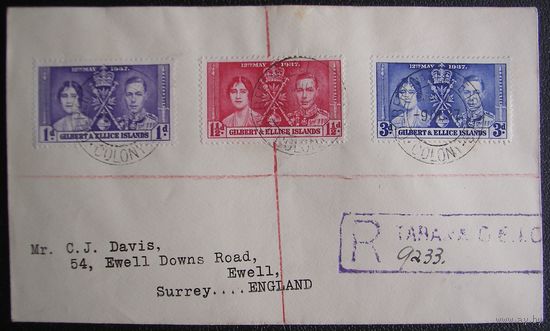 12TH MAY 1937.
1d 1d
GILBERT & ELLICE ISLANDS
12TH MAY 1937.
1½d 1½d
GILBERT & ELLICE ISLANDS
12TH MAY 1937.
3d 3d
GILBERT & ELLICE ISLANDS
COLONY
COLONY
COLONY
R TARAWA G.E.I.C
9233.
Mr. C.J. Davis,
54, Ewell Downs Road,
Ewell,
Surrey....ENGLAND